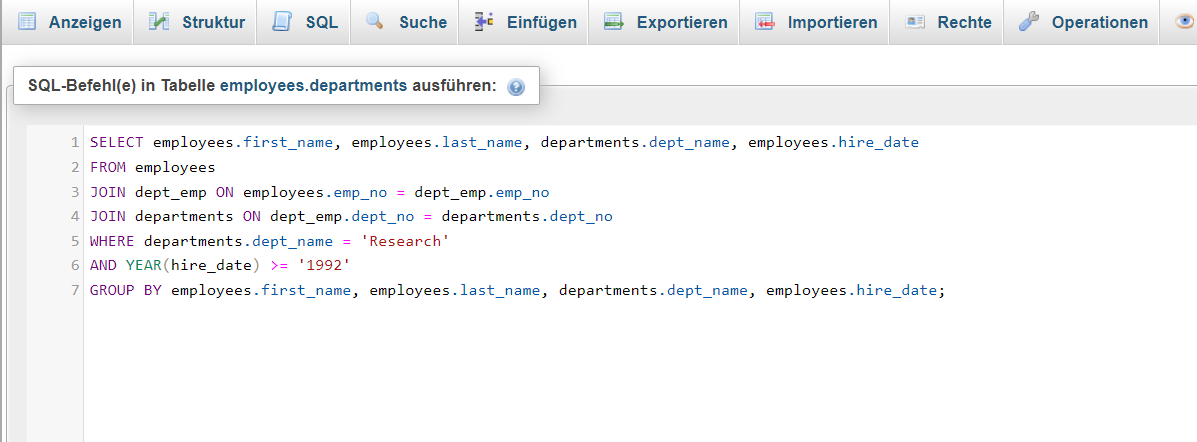 Anzeigen Struktur SQL Suche Einfügen Exportieren Importieren Rechte Operationen
SQL-Befehl(e) in Tabelle employees.departments ausführen:
1 SELECT employees.first_name, employees.last_name, departments.dept_name, employees.hire_date
2 FROM employees
3 JOIN dept_emp ON employees.emp_no = dept_emp.emp_no
4 JOIN departments ON dept_emp.dept_no = departments.dept_no
5 WHERE departments.dept_name = 'Research'
6 AND YEAR(hire_date) >= '1992'
7 GROUP BY employees.first_name, employees.last_name, departments.dept_name, employees.hire_date;